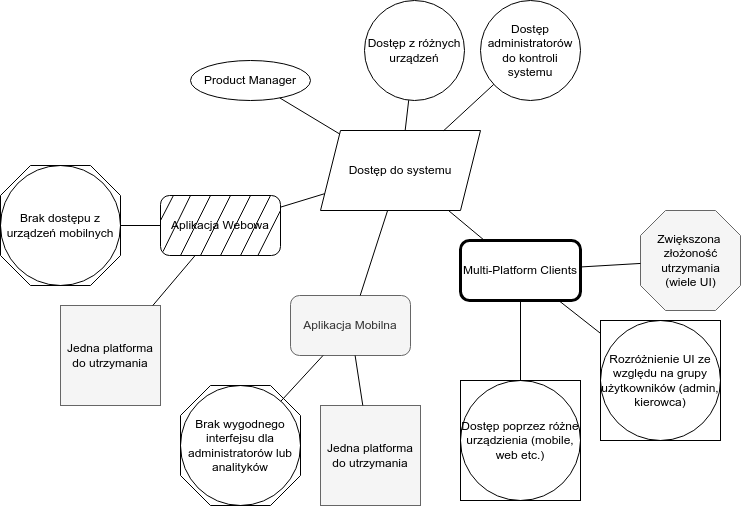 Dostęp z różnych
urządzeń
Dostęp
administratorów
do kontroli
systemu
Product Manager
Dostęp do systemu
Brak dostępu z
urządzeń mobilnych
Aplikacja Webowa
Zwiększona
złożoność
utrzymania
(wiele UI)
Multi-Platform Clients
Jedna platforma
do utrzymania
Aplikacja Mobilna
Rozróżnienie UI ze
względu na grupy
użytkowników (admin,
kierowca)
Brak wygodnego
interfejsu dla
administratorów lub
analityków
Jedna platforma
do utrzymania
Dostęp poprzez różne
urządzienia (mobile,
web etc.)